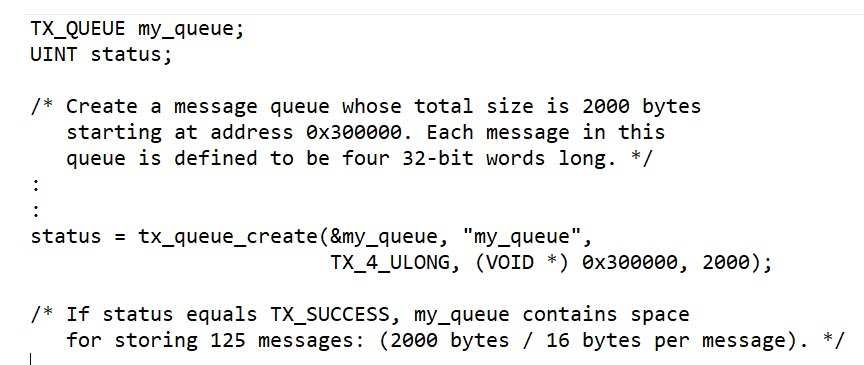 TX_QUEUE my_queue;
UINT status;
/* Create a message queue whose total size is 2000 bytes
starting at address 0x300000. Each message in this
queue is defined to be four 32-bit words long. */
:
:
status = tx_queue_create(&my_queue, "my_queue",
TX_4_ULONG, (VOID *) 0x300000, 2000);
/* If status equals TX_SUCCESS, my_queue contains space
for storing 125 messages: (2000 bytes / 16 bytes per message). */